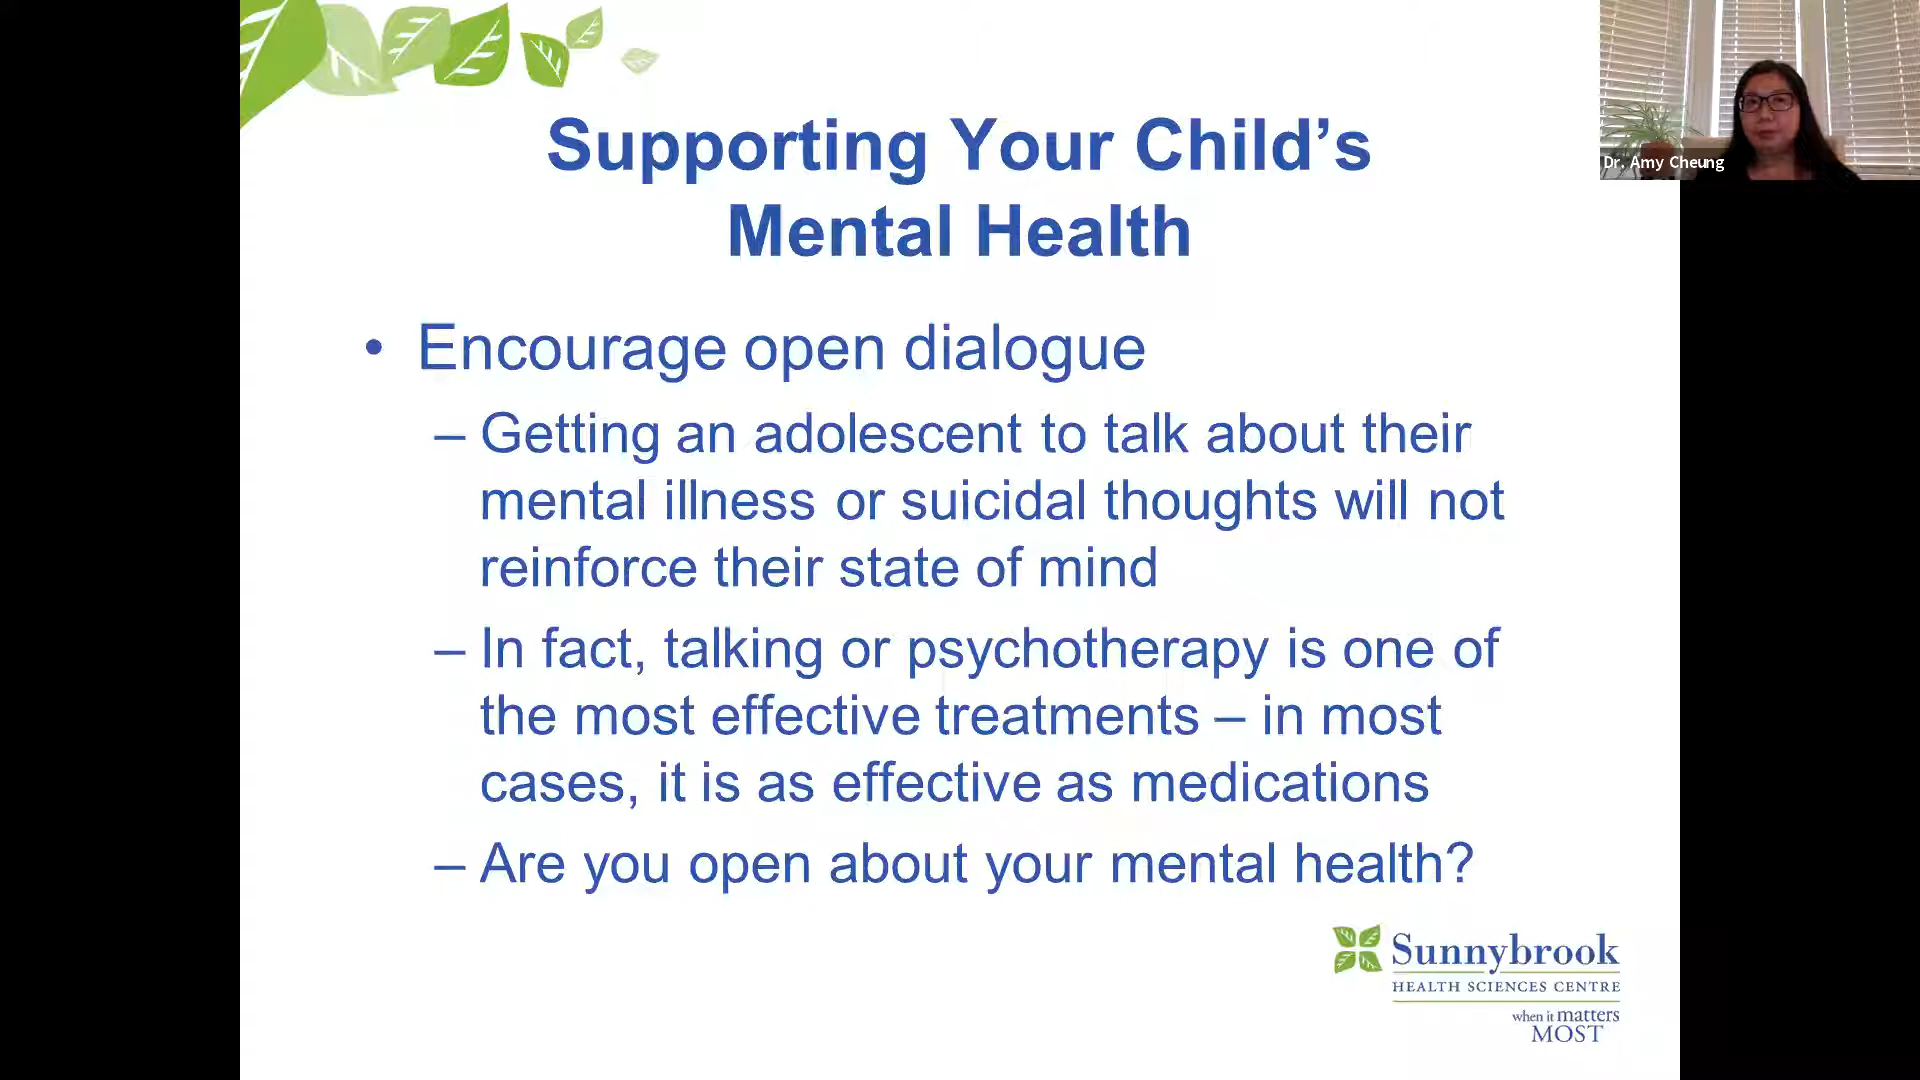 Supporting Your Child’s
Mental Health
• Encourage open dialogue
– Getting an adolescent to talk about their
mental illness or suicidal thoughts will not
reinforce their state of mind
– In fact, talking or psychotherapy is one of
the most effective treatments – in most
cases, it is as effective as medications
– Are you open about your mental health?
Sunnybrook
HEALTH SCIENCES CENTRE
when it matters
MOST
Dr. Amy Cheung